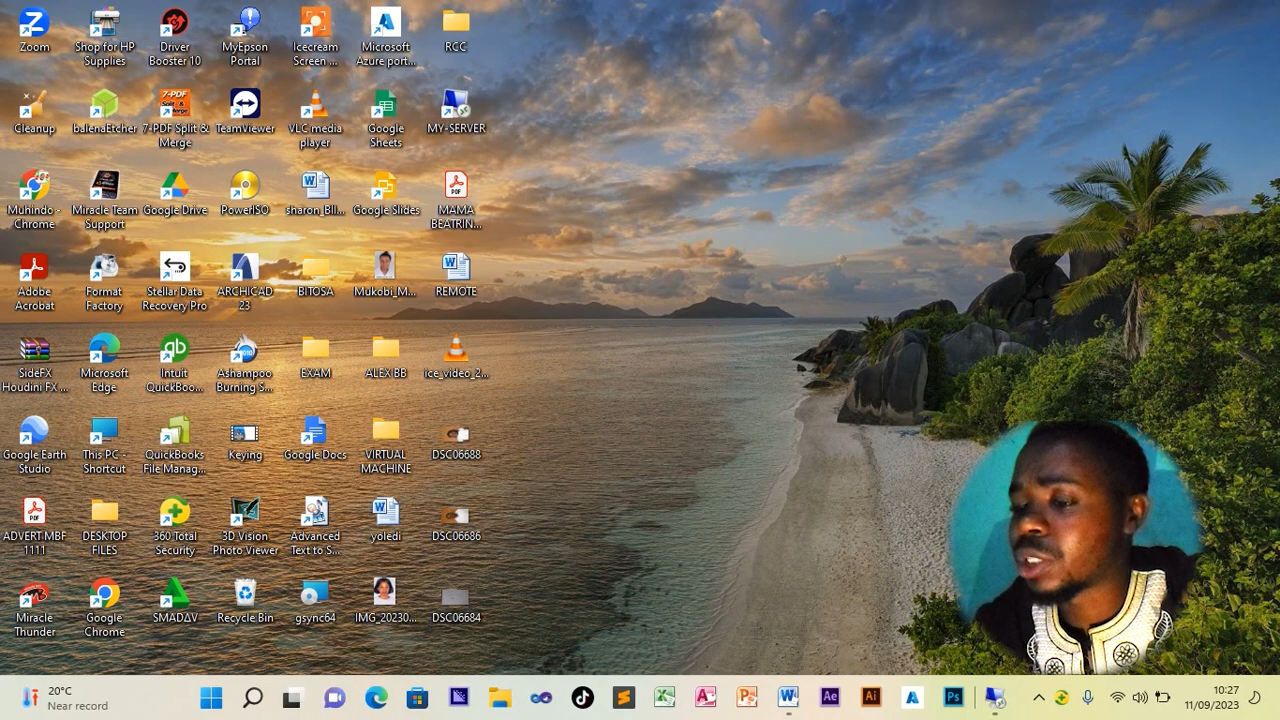 Zoom
Shop for HP
Supplies
Driver
Booster 10
MyEpson
Portal
Icecream
Screen ...
Microsoft
Azure port...
RCC
Cleanup
balenaEtcher
7-PDF Split &
Merge
TeamViewer
VLC media
player
Google
Sheets
MY-SERVER
Muhindo -
Chrome
Miracle Team
Support
Google Drive
PowerISO
sharon_BII...
Google Slides
MAMA
BEATRIN...
Adobe
Acrobat
Format
Factory
Stellar Data
Recovery Pro
ARCHICAD
23
BITOSA
Mukobi_M...
REMOTE
SideFX
Houdini FX ...
Microsoft
Edge
Intuit
QuickBoo...
Ashampoo
Burning S...
EXAM
ALEX BB
ice_video_2...
Google Earth
Studio
This PC -
Shortcut
QuickBooks
File Manag...
Keying
Google Docs
VIRTUAL
MACHINE
DSC06688
ADVERT MBF
1111
DESKTOP
FILES
360 Total
Security
3D Vision
Photo Viewer
Advanced
Text to S...
yoledi
DSC06686
Miracle
Thunder
Google
Chrome
SMADΔV
Recycle Bin
gsync64
IMG_20230...
DSC06684
20°C
Near record
10:27
11/09/2023